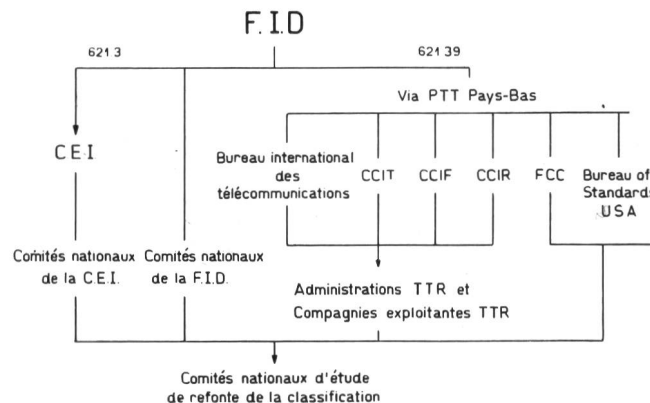 F.I.D
621 3
621 39
Via PTT Pays-Bas
C.E.I
Bureau international
des
télécommunications
CCIT
CCIF
CCIR
FCC
Bureau of
Standards
USA
Comités nationaux
de la C.E.I.
Comités nationaux
de la F.I.D.
Administrations TTR et
Compagnies exploitantes TTR
Comités nationaux d'étude
de refonte de la classification